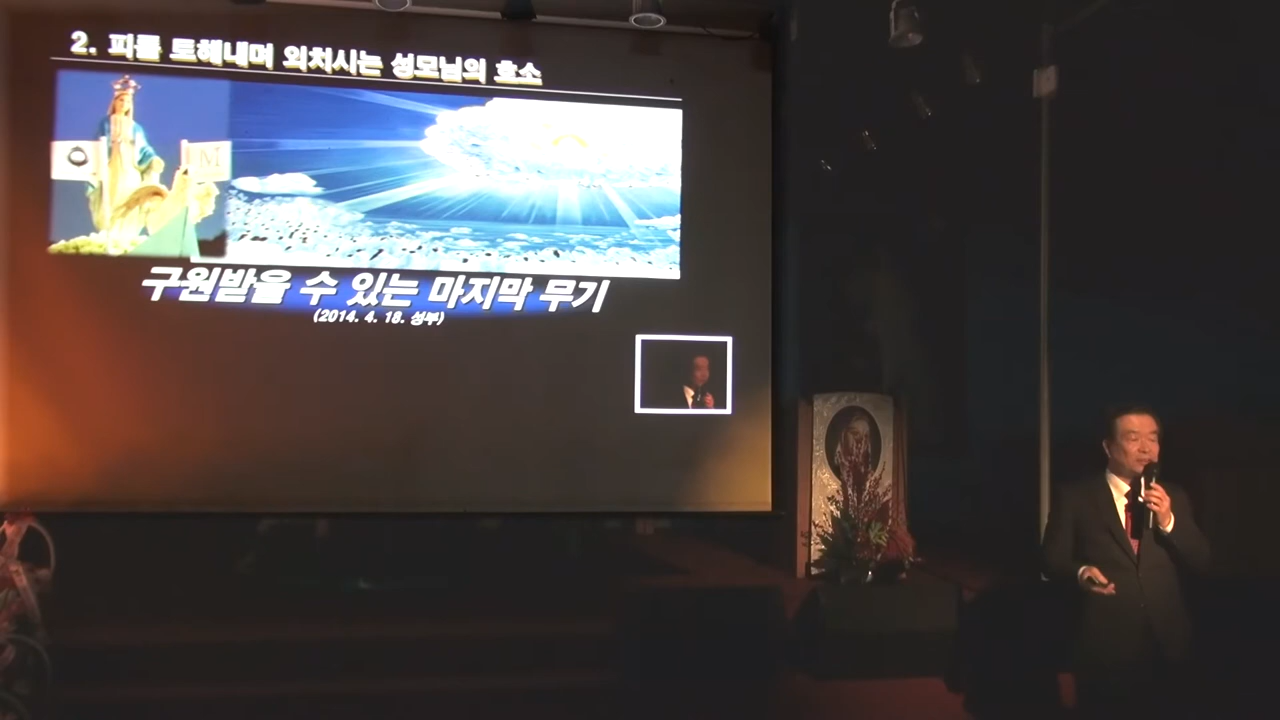 2. 피를 토해내며 외치시는 성모님의 호소
M
구원받을 수 있는 마지막 무기
(2014. 4. 18. 성부)